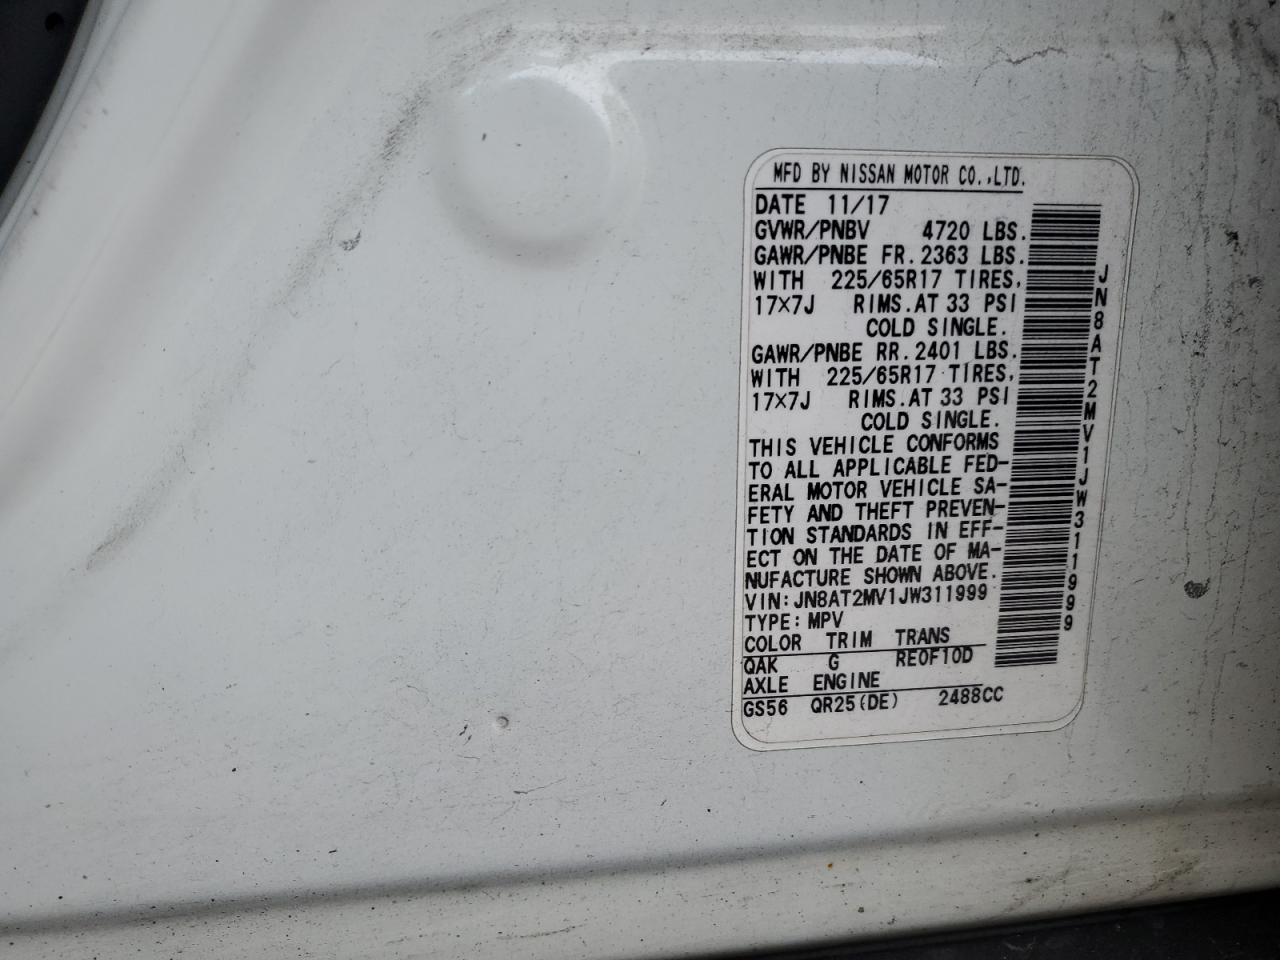 MFD BY NISSAN MOTOR CO.,LTD.
DATE 11/17
GVWR/PNBV 4720 LBS.
GAWR/PNBE FR. 2363 LBS.
WITH 225/65R17 TIRES,
17×7J RIMS.AT 33 PSI
COLD SINGLE.
GAWR/PNBE RR. 2401 LBS.
WITH 225/65R17 TIRES,
17×7J RIMS.AT 33 PSI
COLD SINGLE.
THIS VEHICLE CONFORMS
TO ALL APPLICABLE FED-
ERAL MOTOR VEHICLE SA-
FETY AND THEFT PREVEN-
TION STANDARDS IN EFF-
ECT ON THE DATE OF MA-
NUFACTURE SHOWN ABOVE.
VIN:JN8AT2MV1JW311999
TYPE:MPV
COLOR TRIM TRANS
QAK G RE0F10D
AXLE ENGINE
GS56 QR25(DE) 2488CC
JN8AT2MV1JW311999